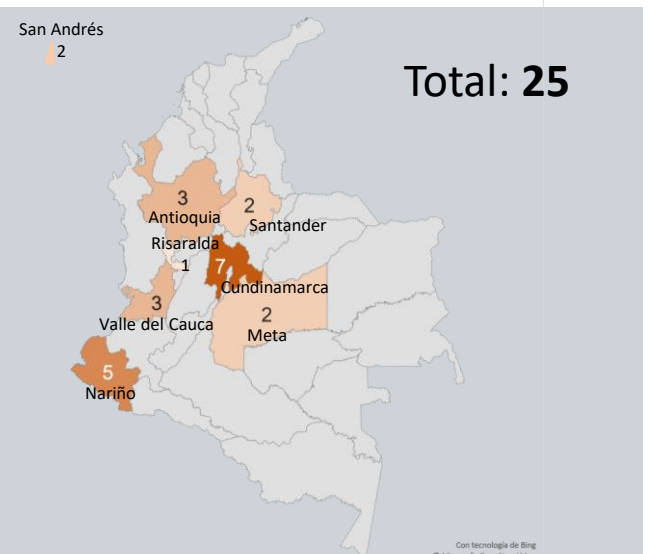 San Andrés
2
Total: 25
3
Antioquia
2
Santander
Risaralda
1
7
Cundinamarca
3
Valle del Cauca
2
Meta
5
Nariño
Con tecnología de Bing